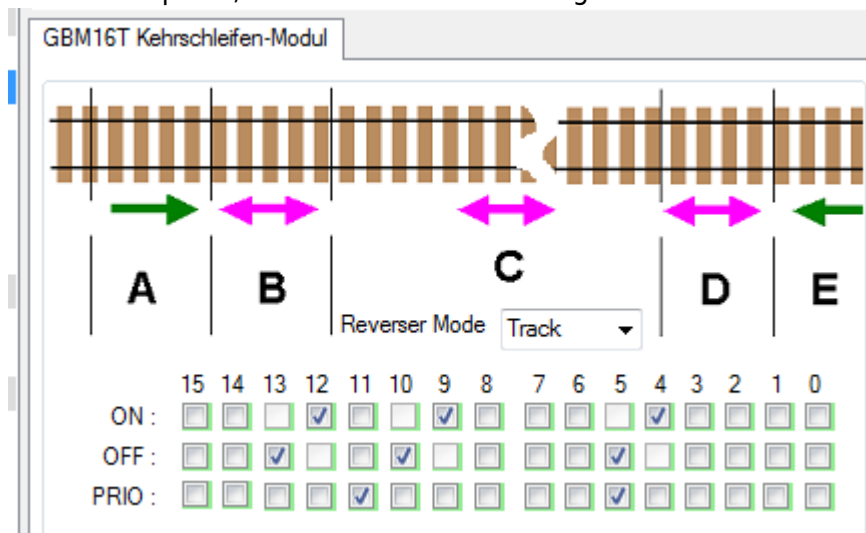 GBM16T Kehrschleifen-Modul
A B C D E
Reverser Mode Track
15 14 13 12 11 10 9 8 7 6 5 4 3 2 1 0
ON :
OFF :
PRIO :